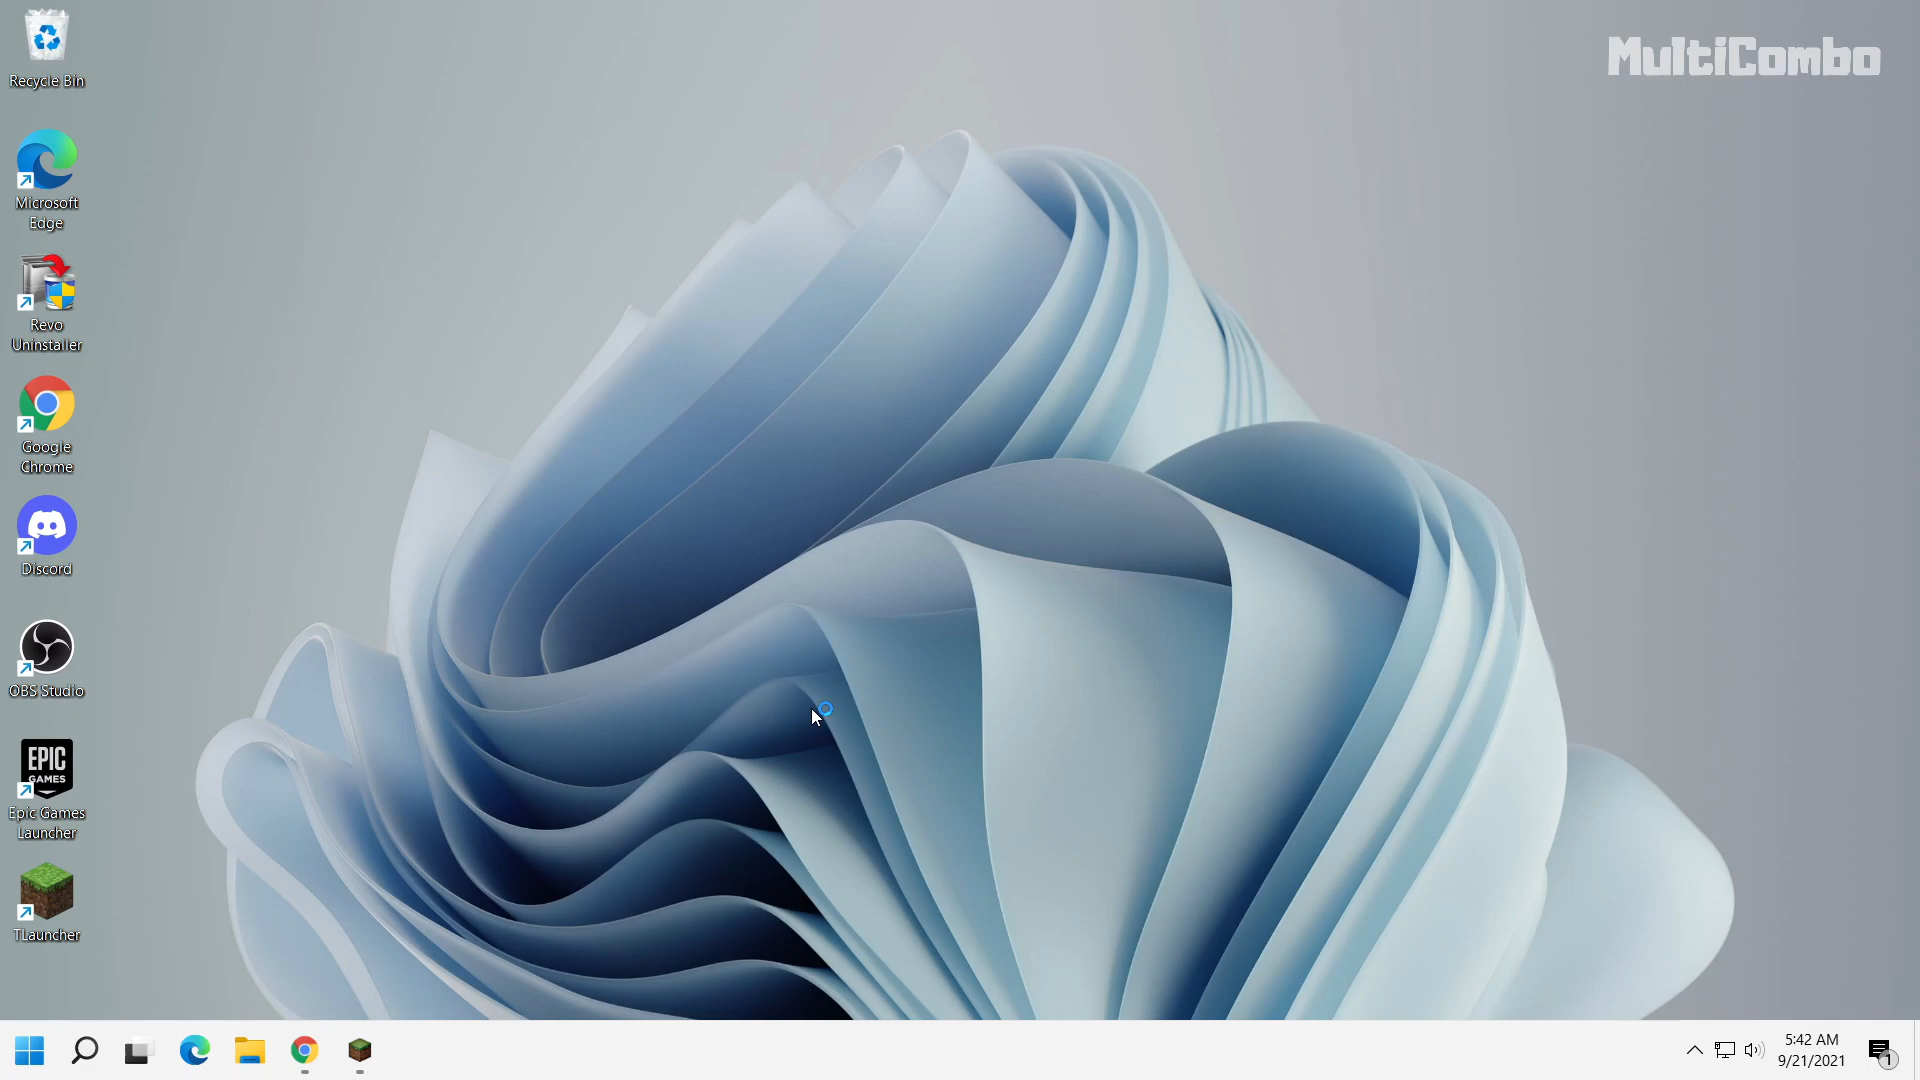 MultiCombo
Recycle Bin
Microsoft
Edge
Revo
Uninstaller
Google
Chrome
Discord
OBS Studio
EPIC
GAMES
Epic Games
Launcher
TLauncher
5:42 AM
9/21/2021
1